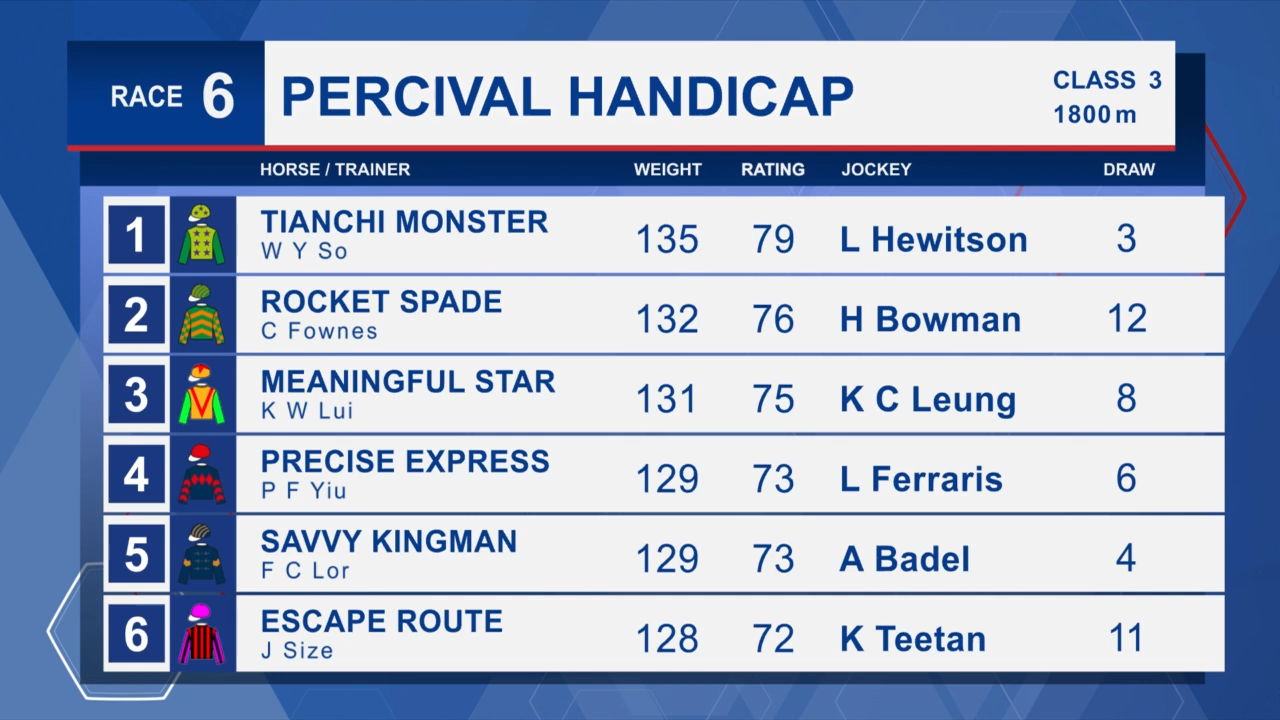 RACE 6 PERCIVAL HANDICAP CLASS 3
1800m
HORSE / TRAINER WEIGHT RATING JOCKEY DRAW
1 TIANCHI MONSTER 135 79 L Hewitson 3
W Y So
2 ROCKET SPADE 132 76 H Bowman 12
C Fownes
3 MEANINGFUL STAR 131 75 K C Leung 8
K W Lui
4 PRECISE EXPRESS 129 73 L Ferraris 6
P F Yiu
5 SAVVY KINGMAN 129 73 A Badel 4
F C Lor
6 ESCAPE ROUTE 128 72 K Teetan 11
J Size